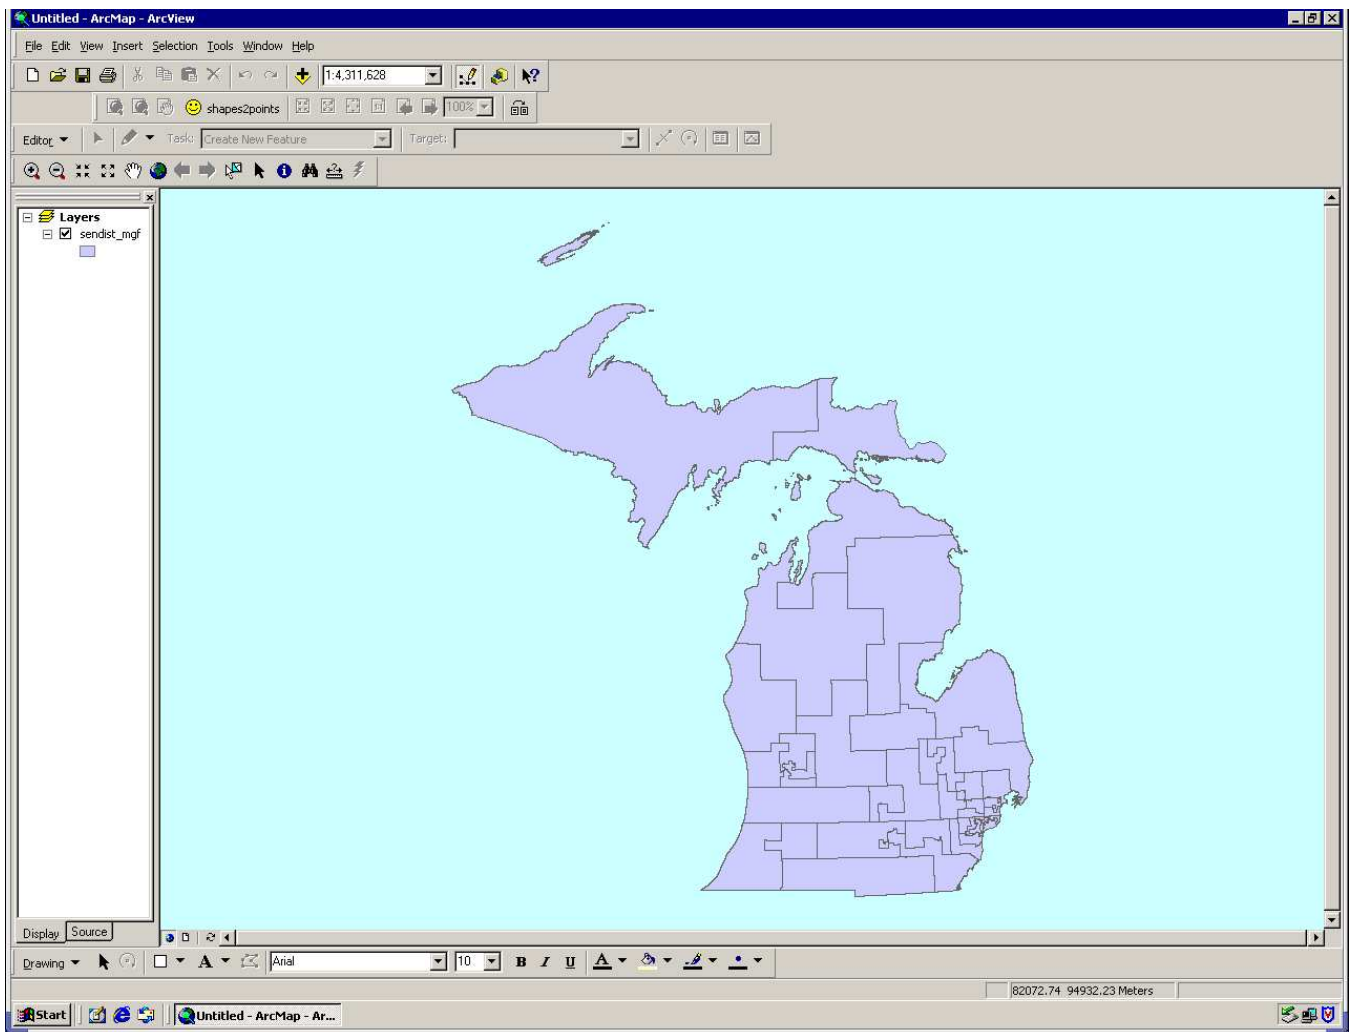 Untitled - ArcMap - ArcView
File Edit View Insert Selection Tools Window Help
1:4,311,628
shapes2points 100%
Editor Task: Create New Feature Target:
Layers
sendist_mgf
Display Source
Drawing A Arial 10 B I U A
82072.74 94932.23 Meters
Start Untitled - ArcMap - Ar...